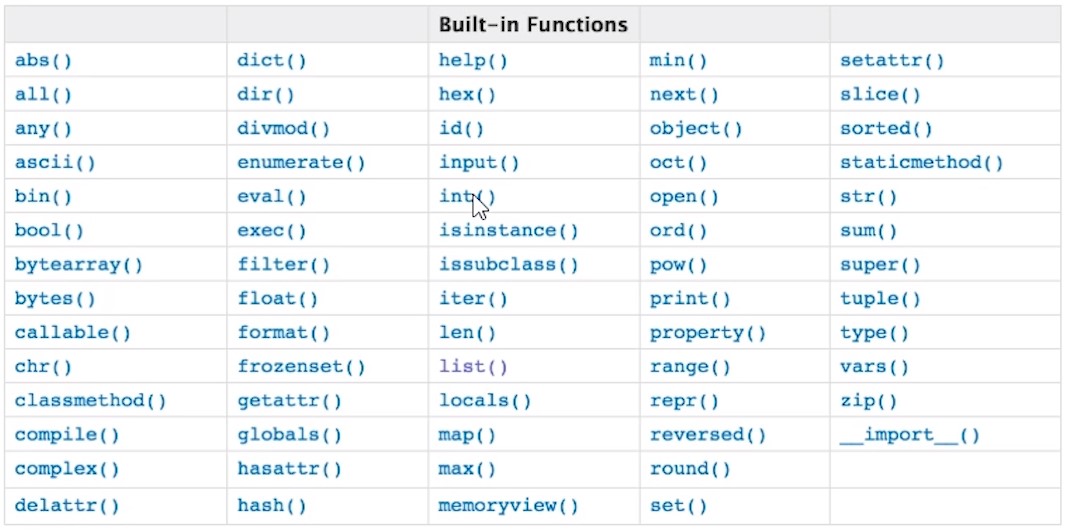 Built-in Functions
abs() dict() help() min() setattr()
all() dir() hex() next() slice()
any() divmod() id() object() sorted()
ascii() enumerate() input() oct() staticmethod()
bin() eval() int() open() str()
bool() exec() isinstance() ord() sum()
bytearray() filter() issubclass() pow() super()
bytes() float() iter() print() tuple()
callable() format() len() property() type()
chr() frozenset() list() range() vars()
classmethod() getattr() locals() repr() zip()
compile() globals() map() reversed() __import__()
complex() hasattr() max() round()
delattr() hash() memoryview() set()